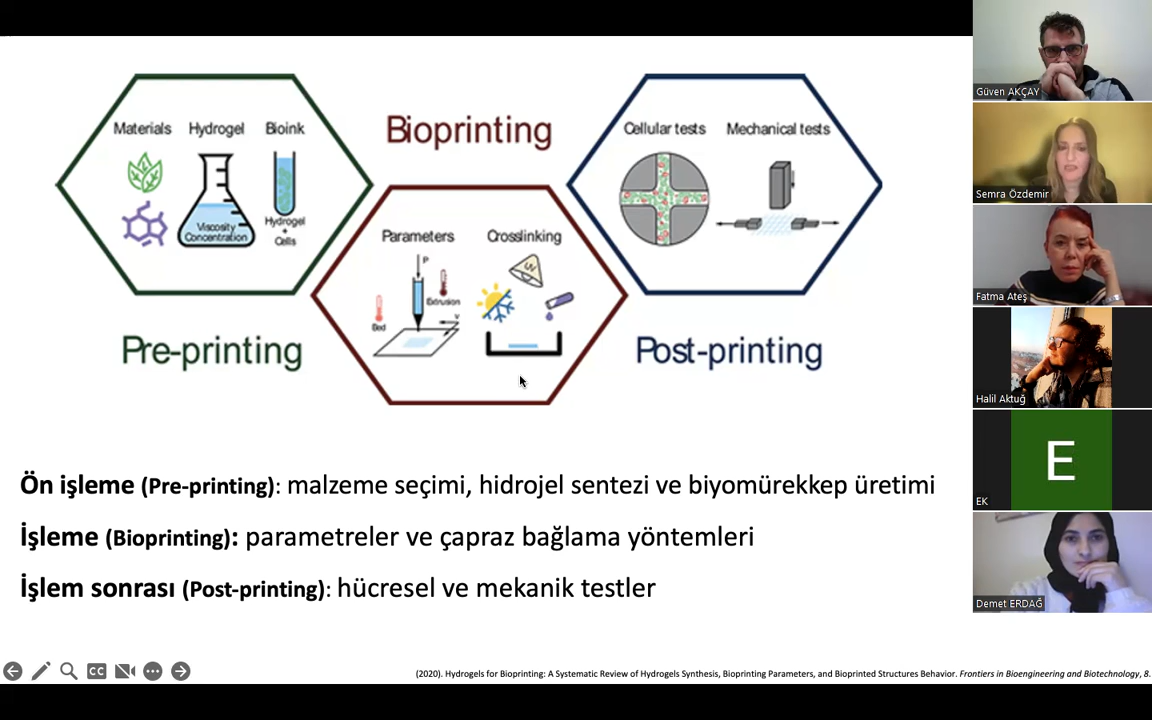 Materials Hydrogel Bioink
Viscosity
Concentration
Hydrogel
+
Cells
Pre-printing
Bioprinting
Parameters Crosslinking
P
Extrusion
Bed
v
UV
Cellular tests Mechanical tests
Post-printing
Ön işleme (Pre-printing): malzeme seçimi, hidrojel sentezi ve biyomürekkep üretimi
İşleme (Bioprinting): parametreler ve çapraz bağlama yöntemleri
İşlem sonrası (Post-printing): hücresel ve mekanik testler
CC
(2020). Hydrogels for Bioprinting: A Systematic Review of Hydrogels Synthesis, Bioprinting Parameters, and Bioprinted Structures Behavior. Frontiers in Bioengineering and Biotechnology, 8.
Güven AKÇAY
Semra Özdemir
Fatma Ateş
Halil Aktuğ
E
EK
Demet ERDAĞ